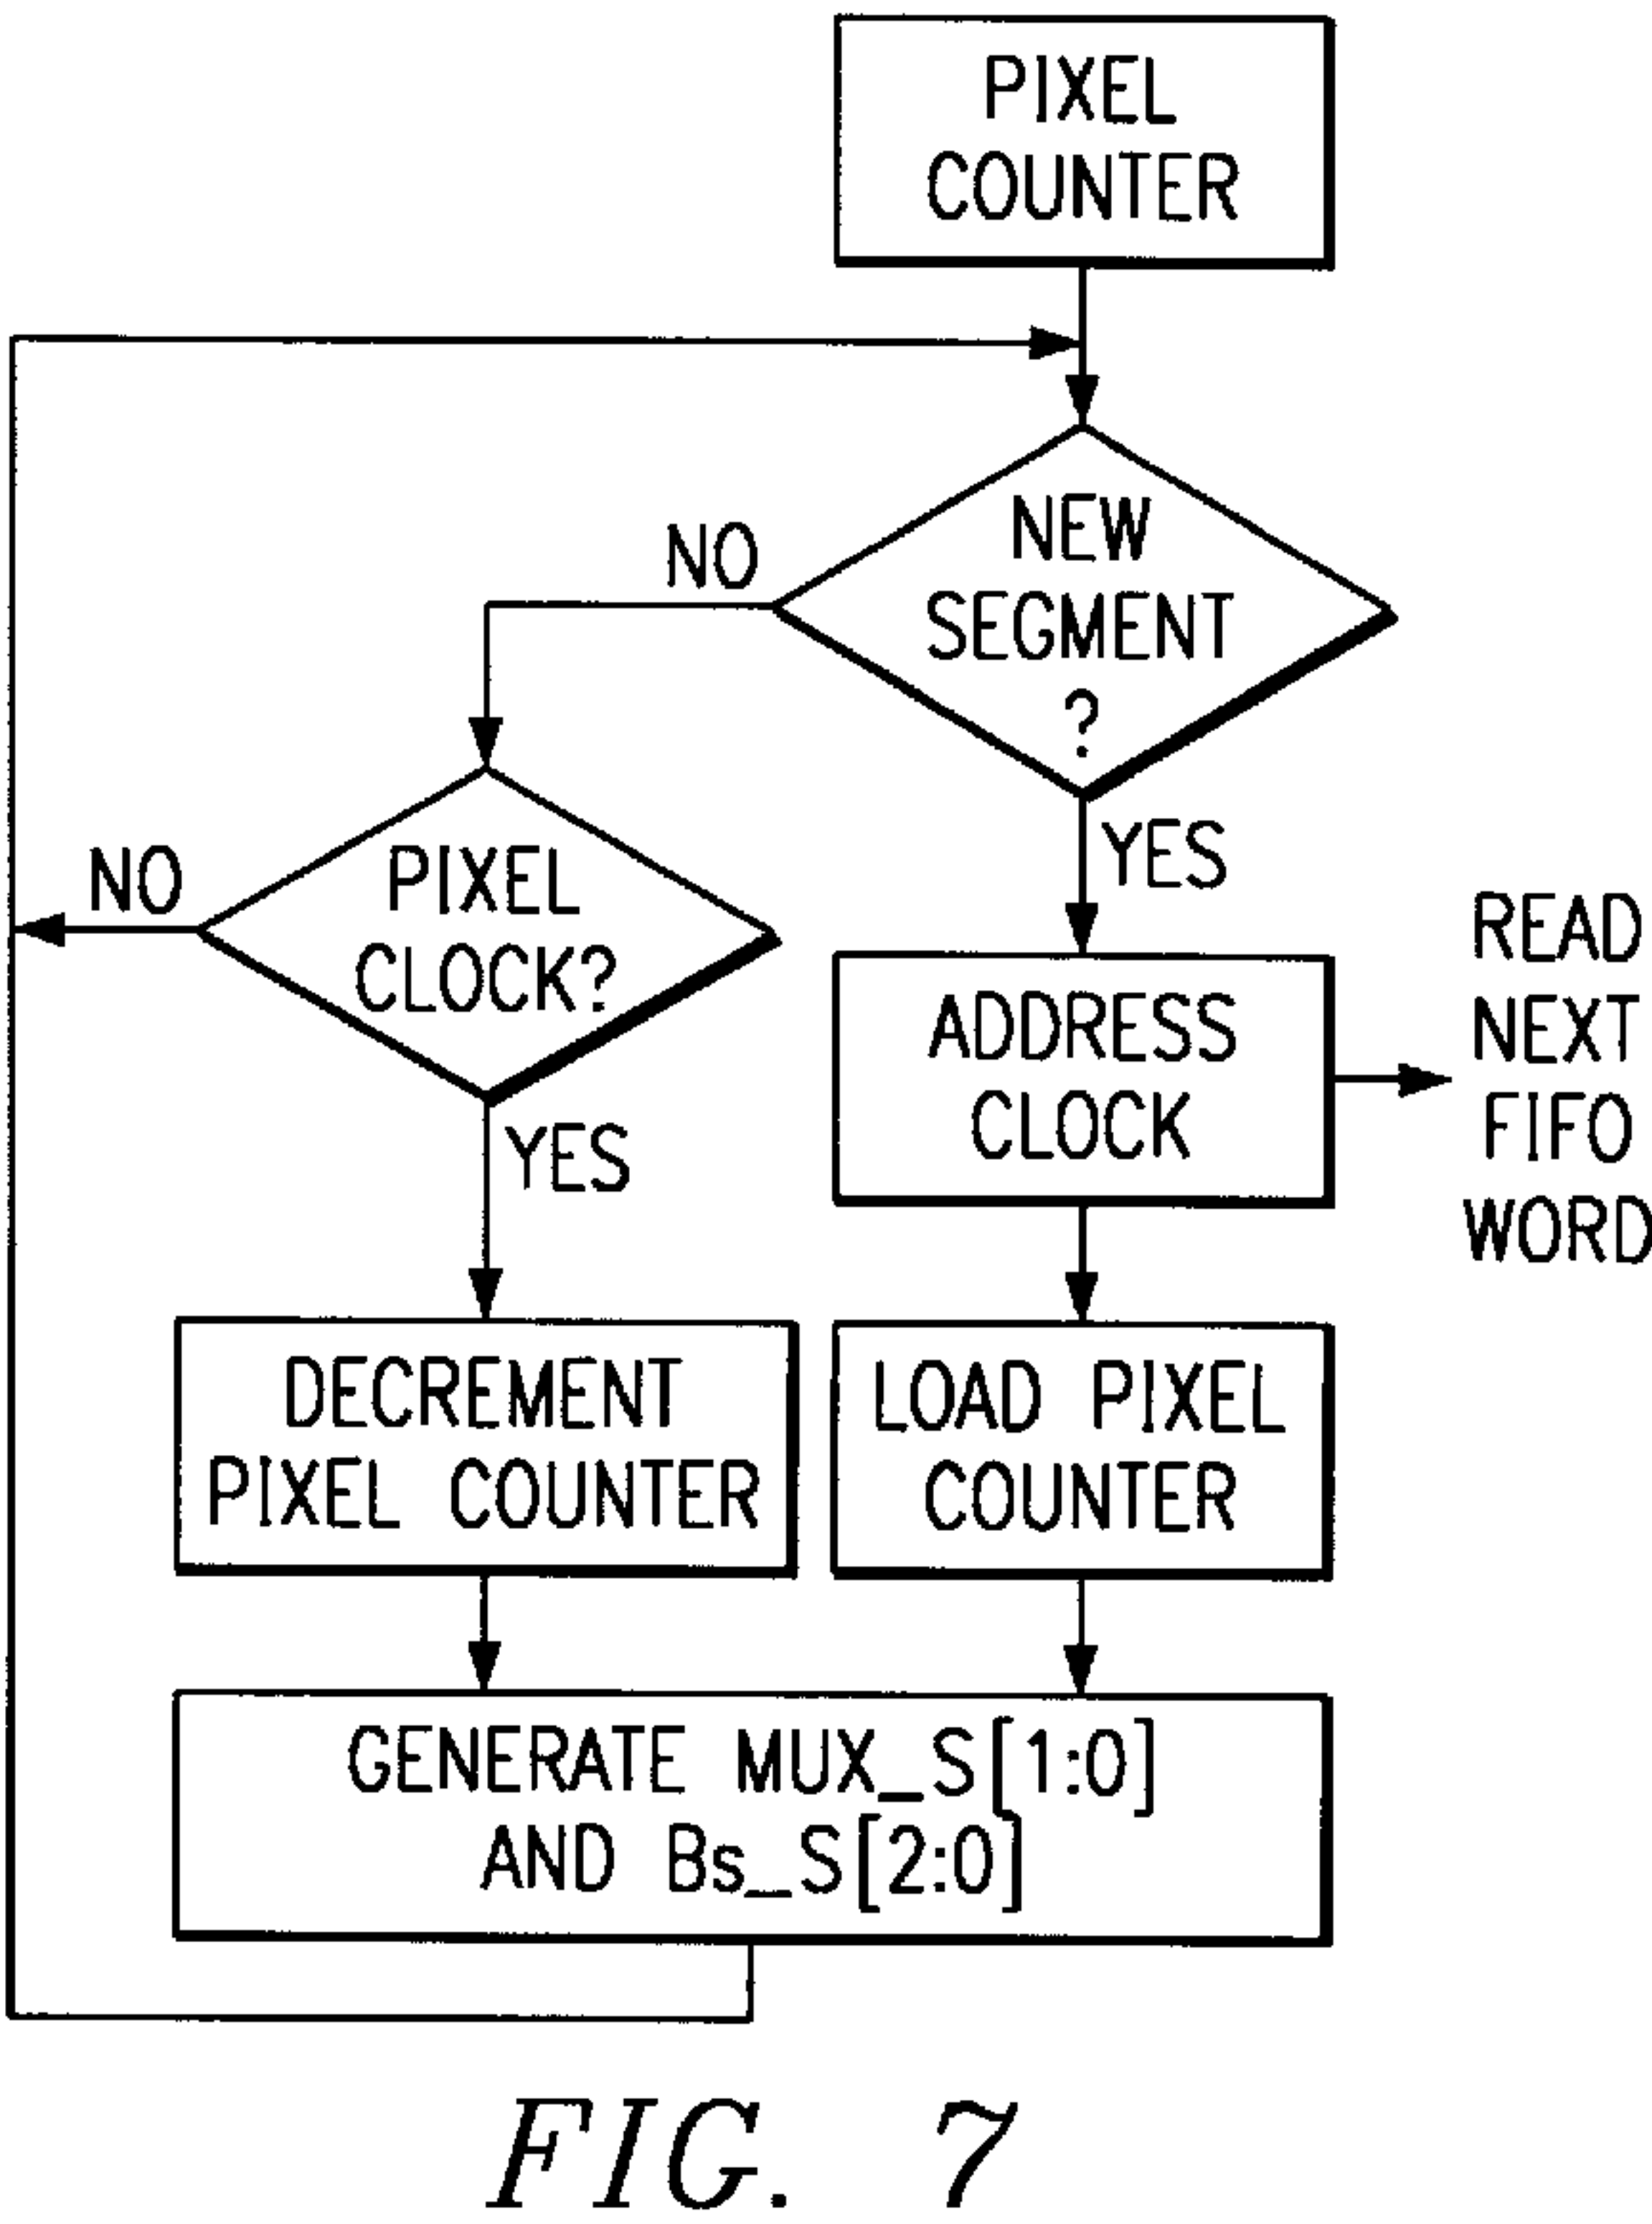 PIXEL
COUNTER
NEW
SEGMENT
?
NO
YES
PIXEL
CLOCK?
NO
YES
ADDRESS
CLOCK
READ
NEXT
FIFO
WORD
DECREMENT
PIXEL COUNTER
LOAD PIXEL
COUNTER
GENERATE MUX_S[1:0]
AND Bs_S[2:0]
FIG. 7